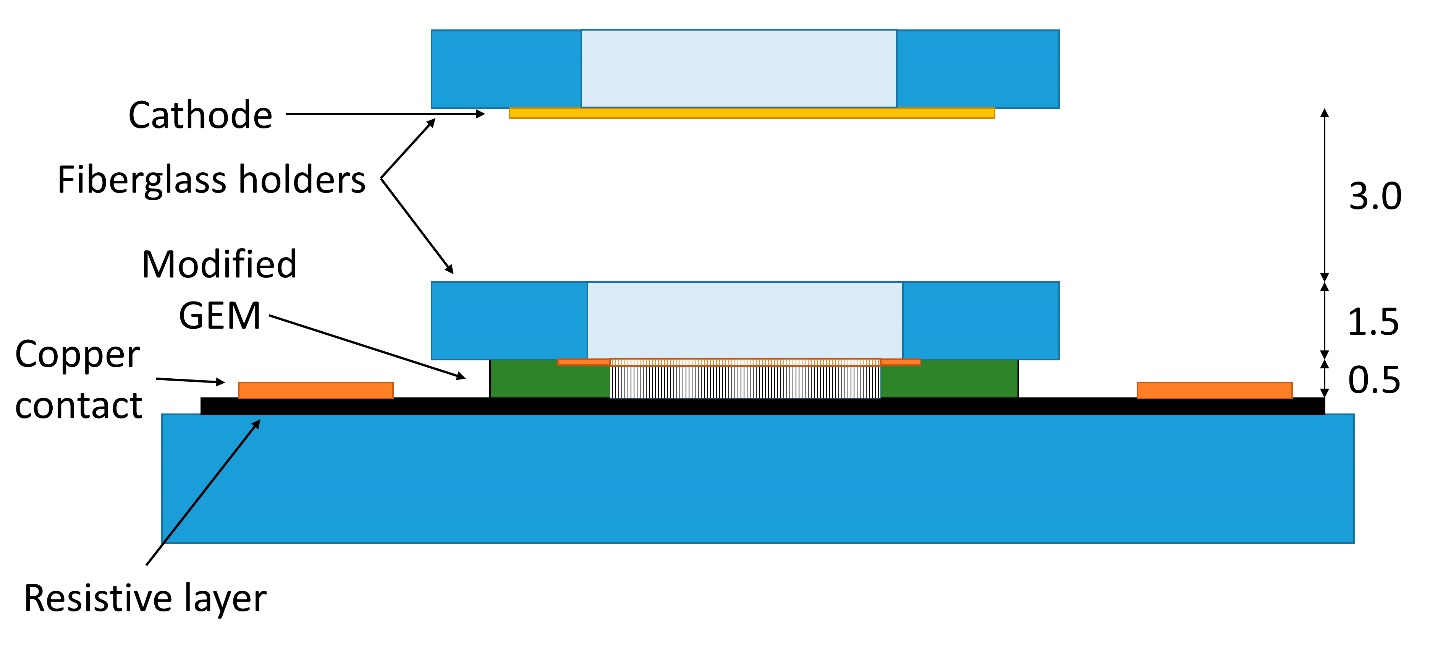 Cathode
Fiberglass holders
3.0
Modified
GEM
1.5
Copper
contact
0.5
Resistive layer